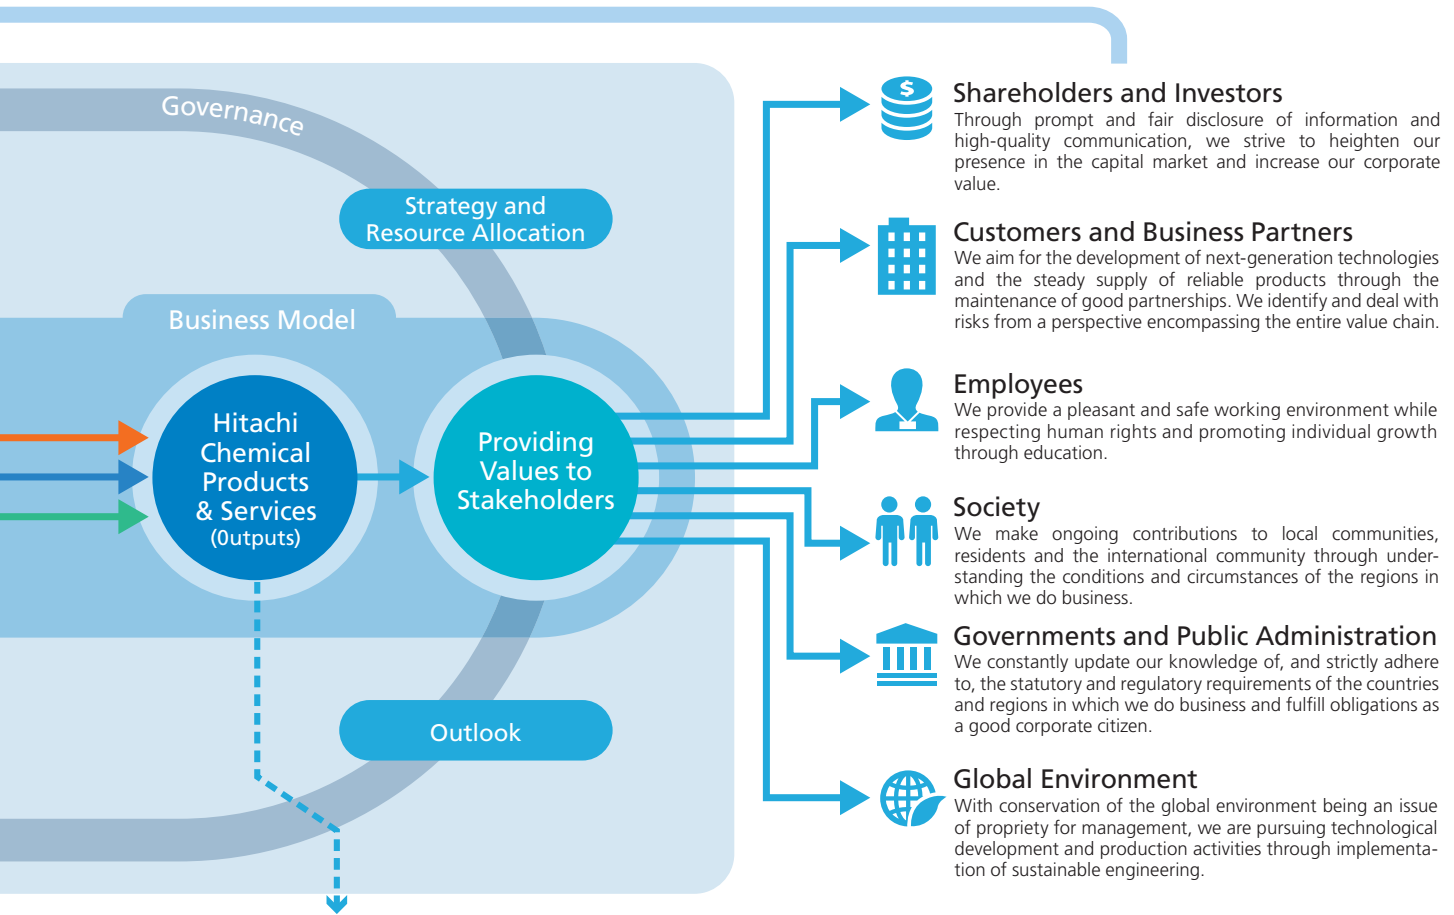 Governance
Strategy and
Resource Allocation
Business Model
Hitachi
Chemical
Products
& Services
(Outputs)
Providing
Values to
Stakeholders
Outlook
$
Shareholders and Investors
Through prompt and fair disclosure of information and
high-quality communication, we strive to heighten our
presence in the capital market and increase our corporate
value.
Customers and Business Partners
We aim for the development of next-generation technologies
and the steady supply of reliable products through the
maintenance of good partnerships. We identify and deal with
risks from a perspective encompassing the entire value chain.
Employees
We provide a pleasant and safe working environment while
respecting human rights and promoting individual growth
through education.
Society
We make ongoing contributions to local communities,
residents and the international community through under-
standing the conditions and circumstances of the regions in
which we do business.
Governments and Public Administration
We constantly update our knowledge of, and strictly adhere
to, the statutory and regulatory requirements of the countries
and regions in which we do business and fulfill obligations as
a good corporate citizen.
Global Environment
With conservation of the global environment being an issue
of propriety for management, we are pursuing technological
development and production activities through implementa-
tion of sustainable engineering.